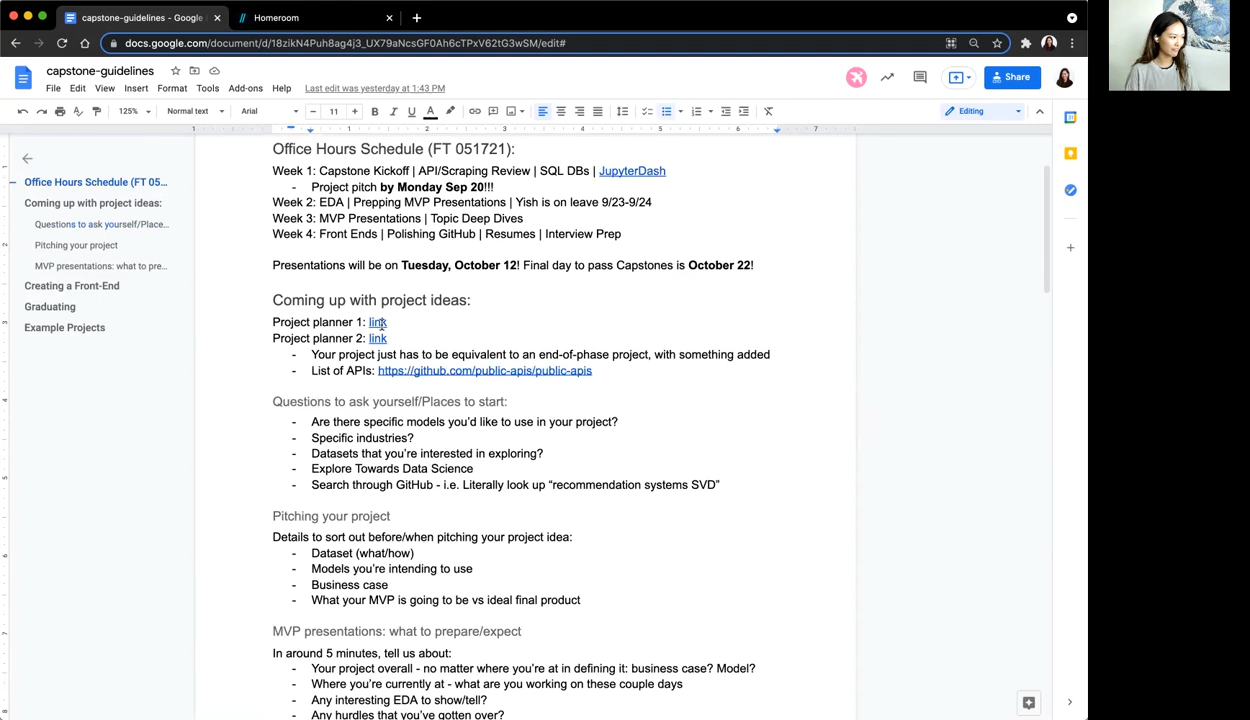 capstone-guidelines - Google
Homeroom
docs.google.com/document/d/18zikN4Puh8ag4j3_UX79aNcsGF0Ah6cTPxV62tG3wSM/edit#
capstone-guidelines
File Edit View Insert Format Tools Add-ons Help Last edit was yesterday at 1:43 PM
Share
125% Normal text Arial 11 Editing
1 1 2 3 4 5 6 7
Office Hours Schedule (FT 05...
Coming up with project ideas:
Questions to ask yourself/Place...
Pitching your project
MVP presentations: what to pre...
Creating a Front-End
Graduating
Example Projects
Office Hours Schedule (FT 051721):
Week 1: Capstone Kickoff | API/Scraping Review | SQL DBs | JupyterDash
- Project pitch by Monday Sep 20!!!
Week 2: EDA | Prepping MVP Presentations | Yish is on leave 9/23-9/24
Week 3: MVP Presentations | Topic Deep Dives
Week 4: Front Ends | Polishing GitHub | Resumes | Interview Prep
Presentations will be on Tuesday, October 12! Final day to pass Capstones is October 22!
Coming up with project ideas:
Project planner 1: link
Project planner 2: link
- Your project just has to be equivalent to an end-of-phase project, with something added
- List of APIs: https://github.com/public-apis/public-apis
Questions to ask yourself/Places to start:
- Are there specific models you'd like to use in your project?
- Specific industries?
- Datasets that you're interested in exploring?
- Explore Towards Data Science
- Search through GitHub - i.e. Literally look up “recommendation systems SVD”
Pitching your project
Details to sort out before/when pitching your project idea:
- Dataset (what/how)
- Models you're intending to use
- Business case
- What your MVP is going to be vs ideal final product
MVP presentations: what to prepare/expect
In around 5 minutes, tell us about:
- Your project overall - no matter where you're at in defining it: business case? Model?
- Where you're currently at - what are you working on these couple days
- Any interesting EDA to show/tell?
- Any hurdles that you've gotten over?